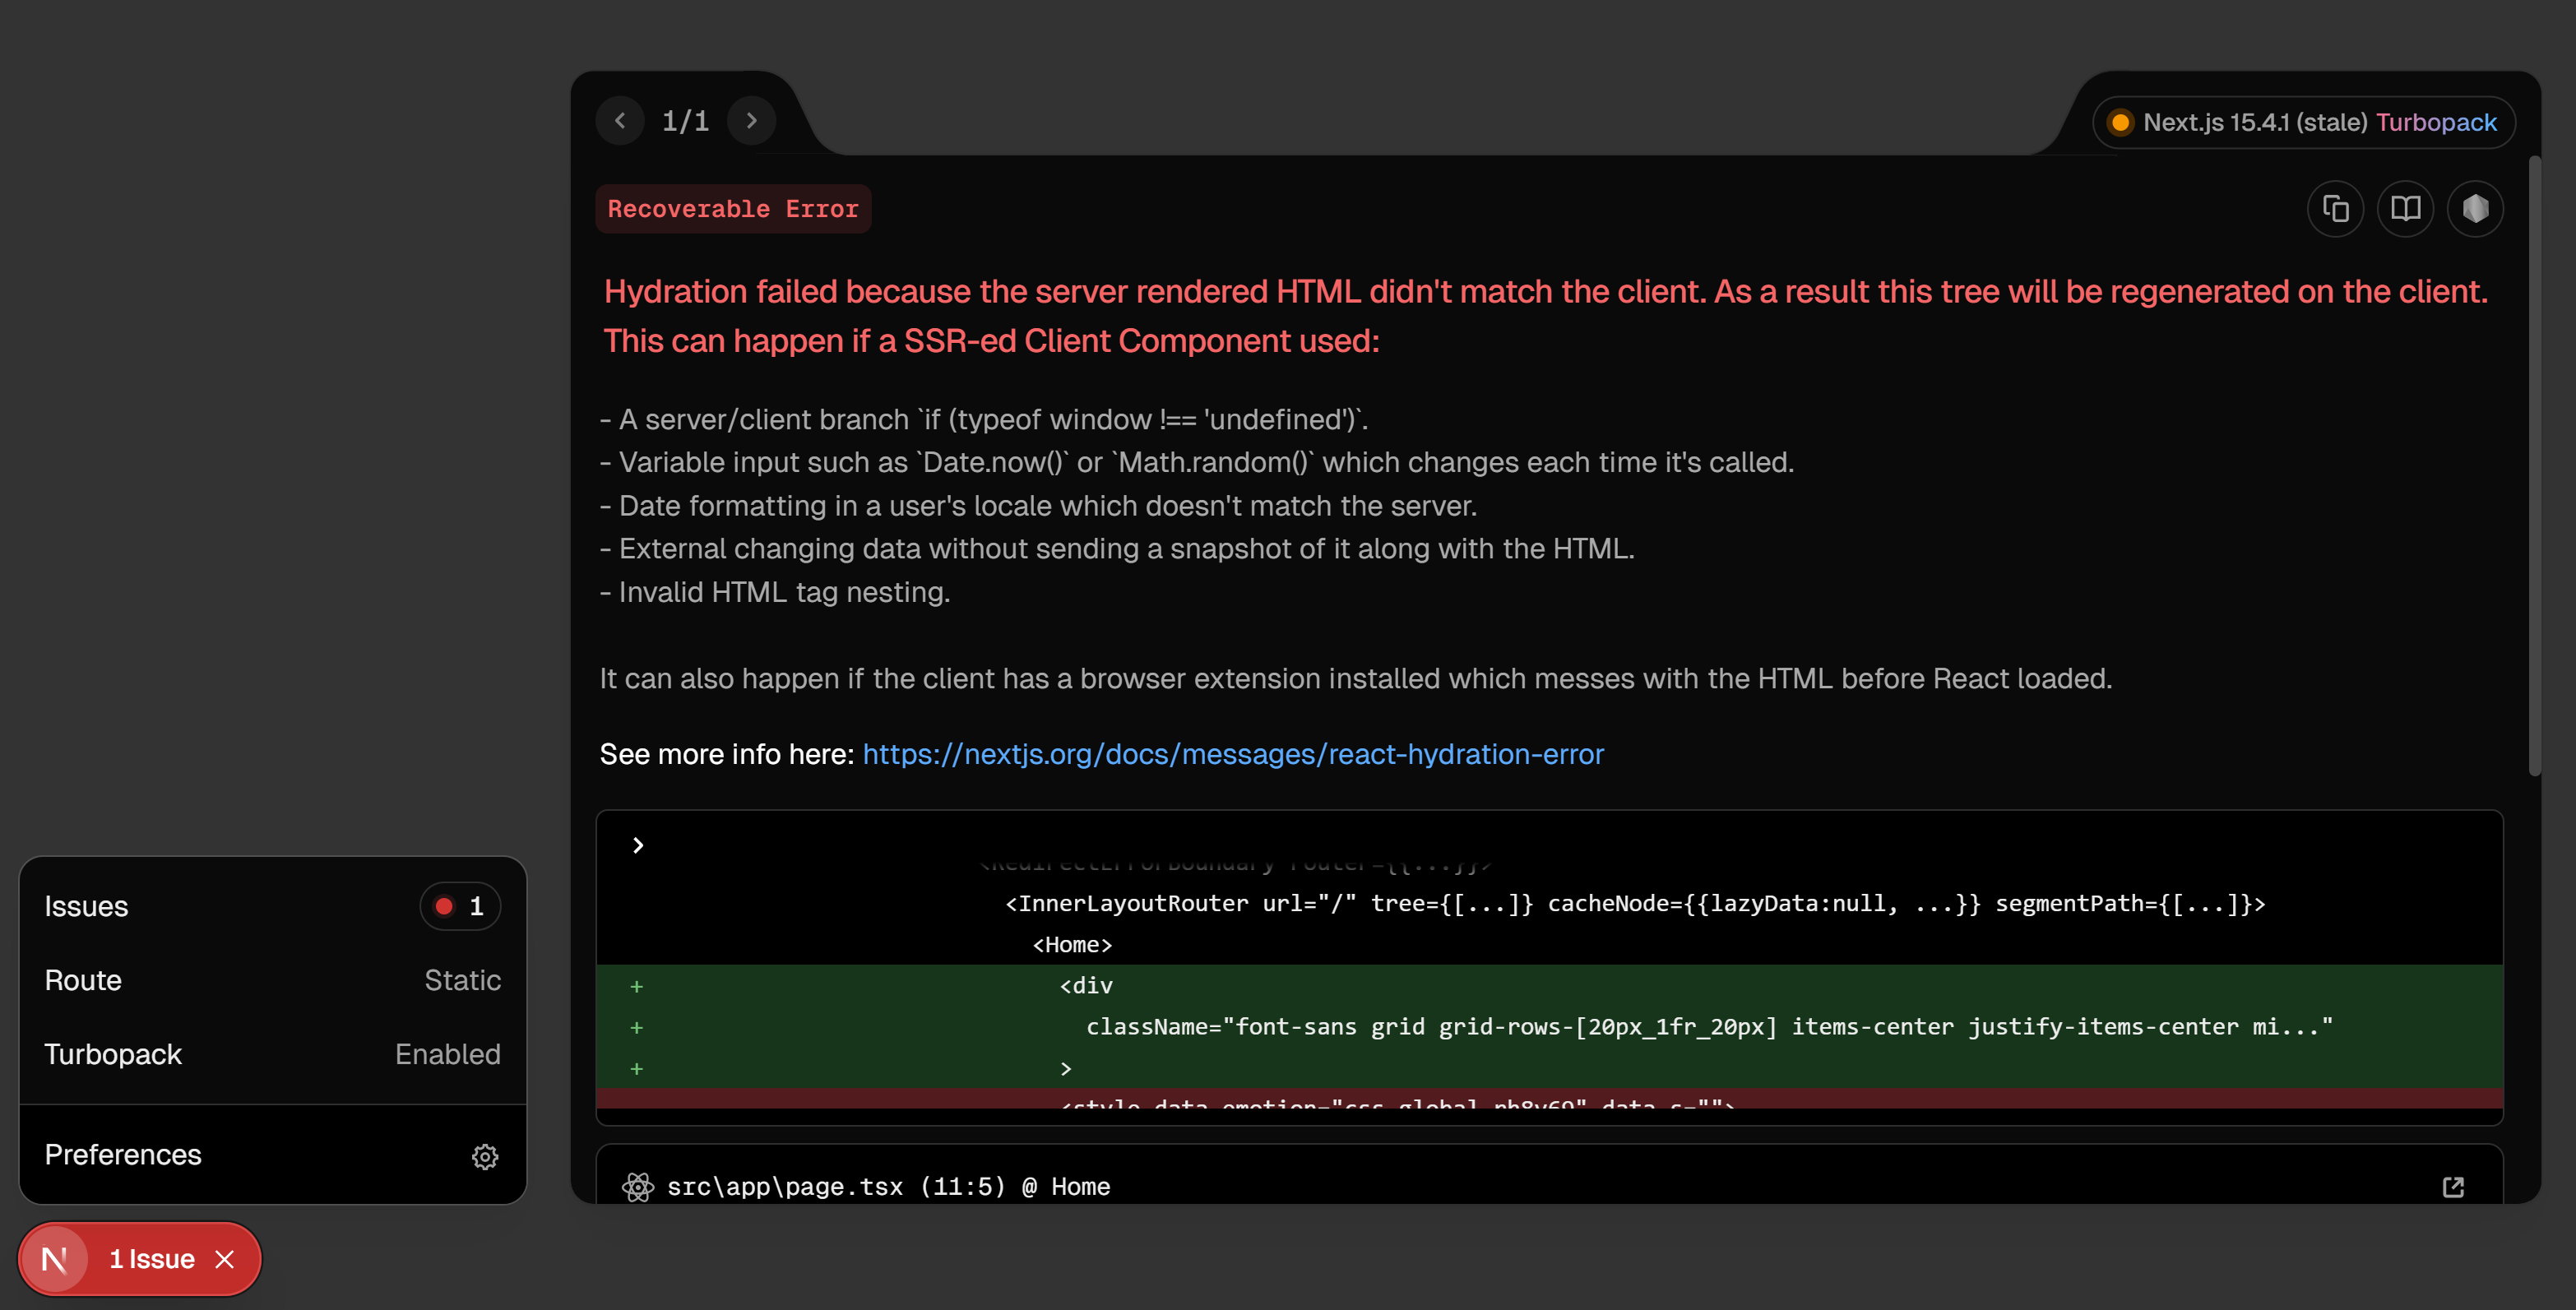 1/1
Next.js 15.4.1 (stale) Turbopack
Recoverable Error
Hydration failed because the server rendered HTML didn't match the client. As a result this tree will be regenerated on the client.
This can happen if a SSR-ed Client Component used:
- A server/client branch `if (typeof window !== 'undefined')`.
- Variable input such as `Date.now()` or `Math.random()` which changes each time it's called.
- Date formatting in a user's locale which doesn't match the server.
- External changing data without sending a snapshot of it along with the HTML.
- Invalid HTML tag nesting.
It can also happen if the client has a browser extension installed which messes with the HTML before React loaded.
See more info here: https://nextjs.org/docs/messages/react-hydration-error
<RedirectErrorBoundary router={{...}}>
<InnerLayoutRouter url="/" tree={[...]} cacheNode={{lazyData:null, ...}} segmentPath={[...]}>
<Home>
+ <div
+ className="font-sans grid grid-rows-[20px_1fr_20px] items-center justify-items-center mi..."
+ >
<style data-emotion="css-global data-s="">
src\app\page.tsx (11:5) @ Home
Issues 1
Route Static
Turbopack Enabled
Preferences
N 1 Issue